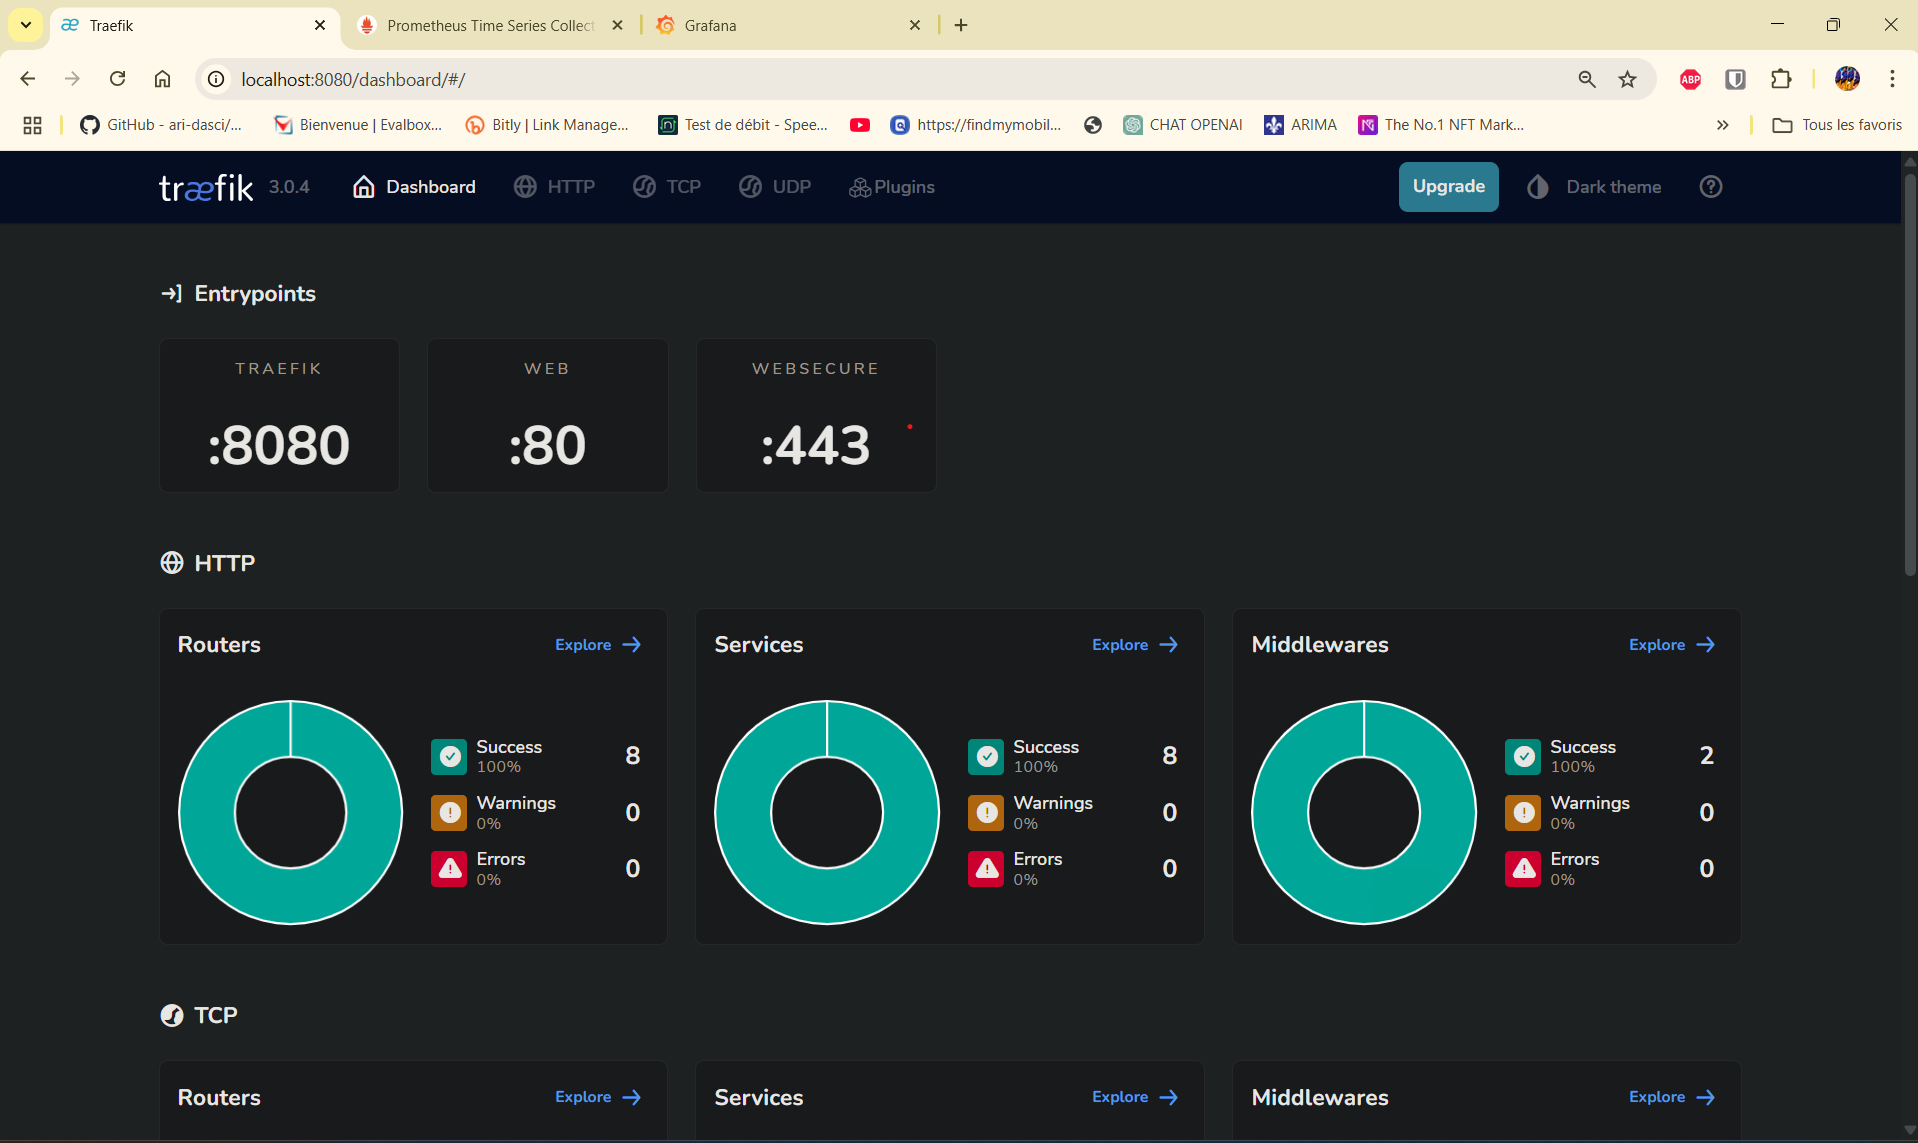 Traefik
Prometheus Time Series Collect
Grafana
localhost:8080/dashboard/#/
ABP
GitHub - ari-dasci/...
Bienvenue | Evalbox...
Bitly | Link Manage...
Test de débit - Spee...
https://findmymobil...
CHAT OPENAI
ARIMA
The No.1 NFT Mark...
Tous les favoris
træfik 3.0.4
Dashboard
HTTP
TCP
UDP
Plugins
Upgrade
Dark theme
Entrypoints
TRAEFIK
:8080
WEB
:80
WEBSECURE
:443
HTTP
Routers
Explore
Success 8
100%
Warnings 0
0%
Errors 0
0%
Services
Explore
Success 8
100%
Warnings 0
0%
Errors 0
0%
Middlewares
Explore
Success 2
100%
Warnings 0
0%
Errors 0
0%
TCP
Routers
Explore
Services
Explore
Middlewares
Explore